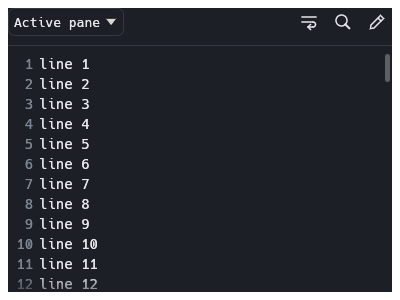 Active pane
1 line 1
2 line 2
3 line 3
4 line 4
5 line 5
6 line 6
7 line 7
8 line 8
9 line 9
10 line 10
11 line 11
12 line 12